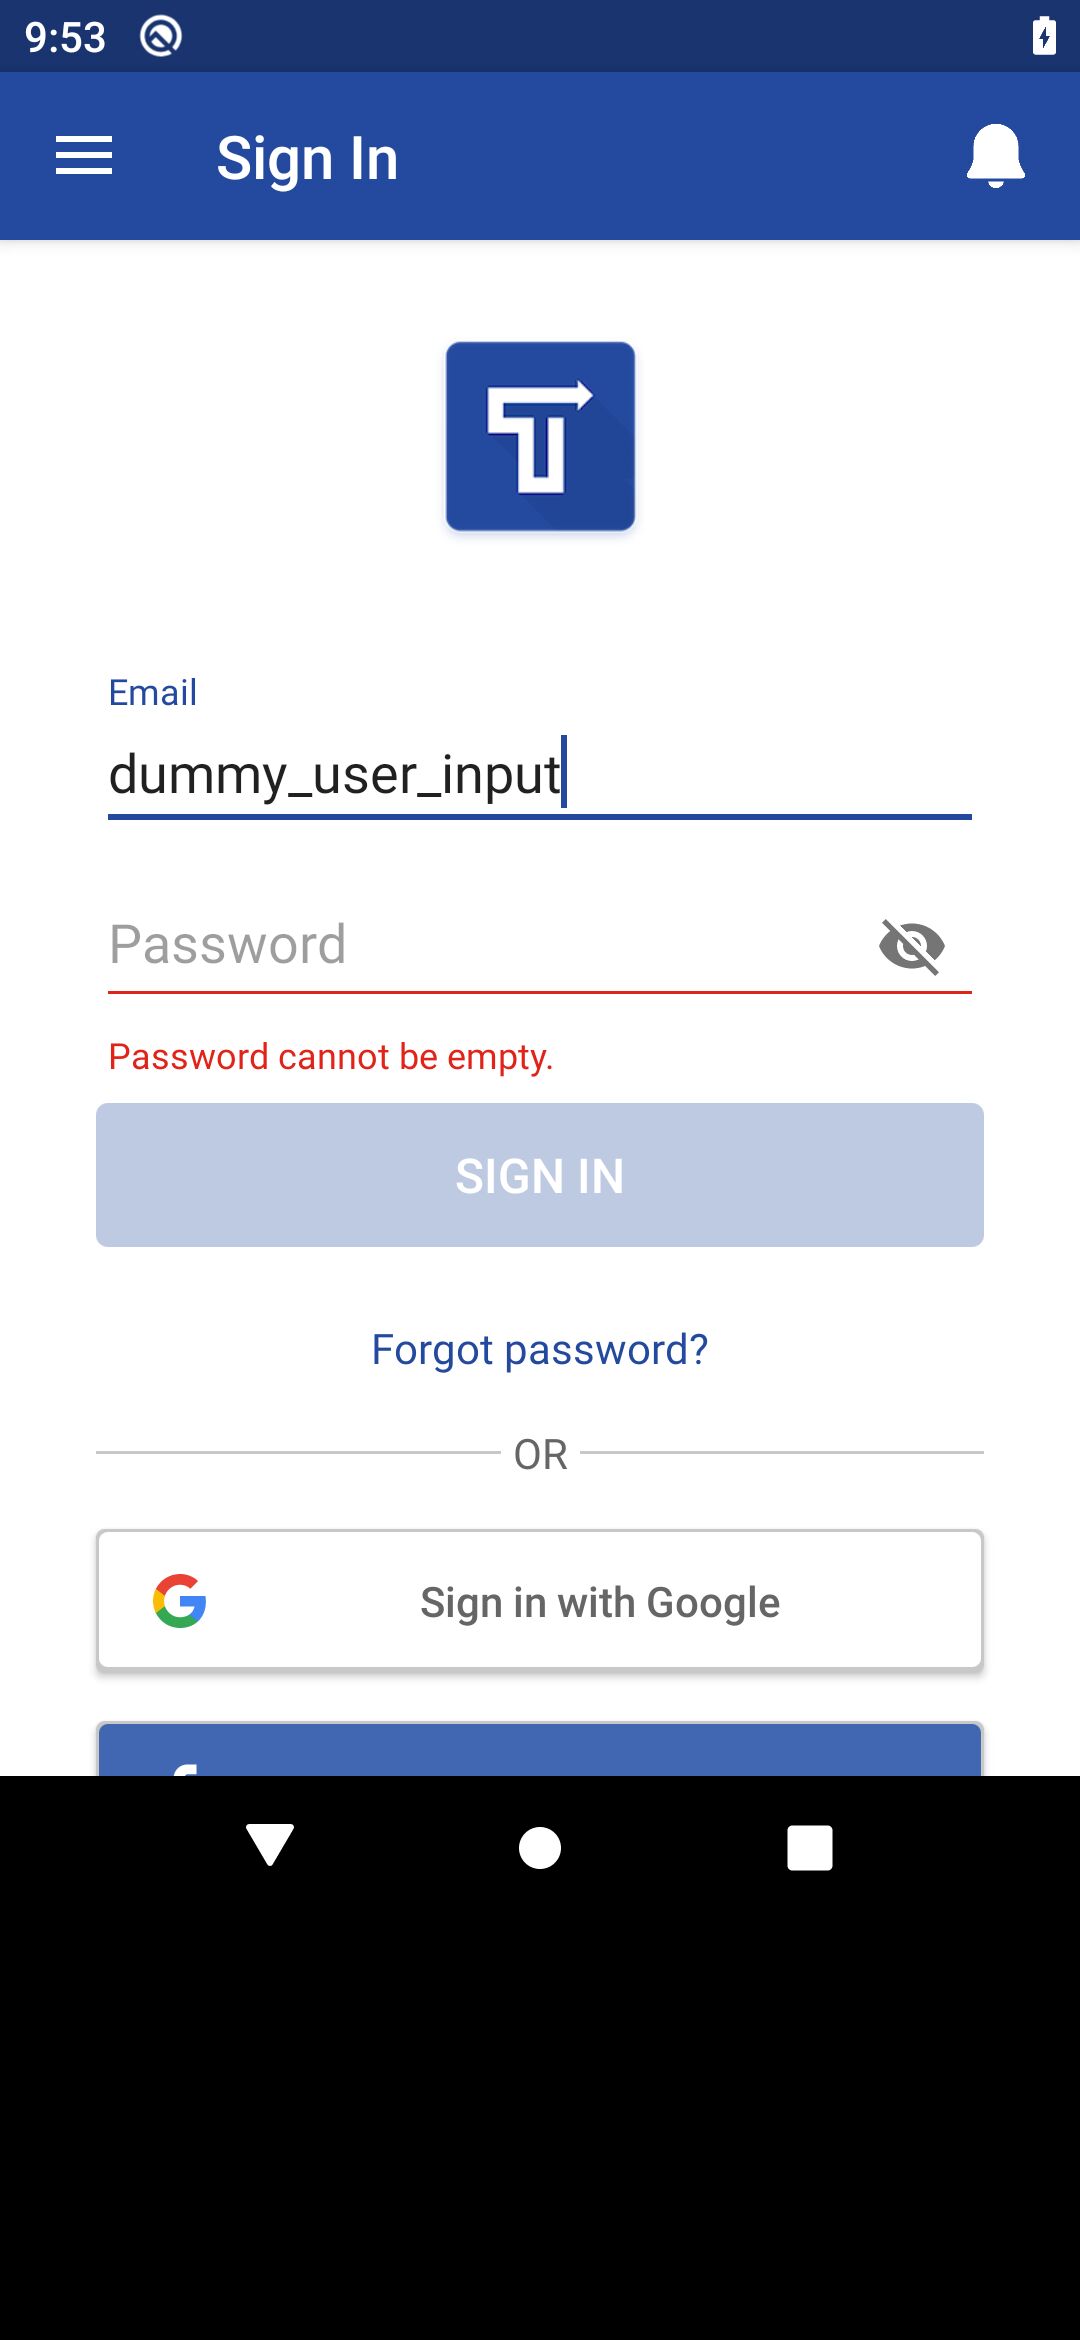 9:53
Sign In
Email
dummy_user_input
Password
Password cannot be empty.
SIGN IN
Forgot password?
OR
Sign in with Google